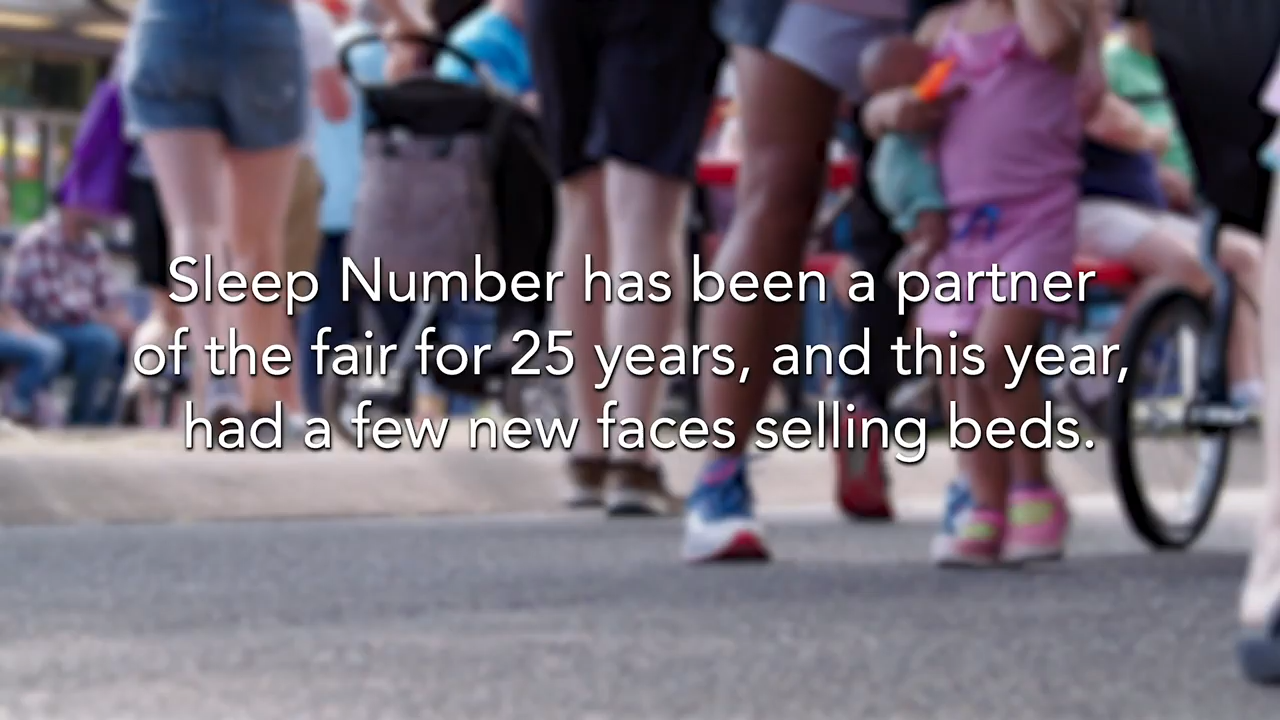 Sleep Number has been a partner
of the fair for 25 years, and this year,
had a few new faces selling beds.